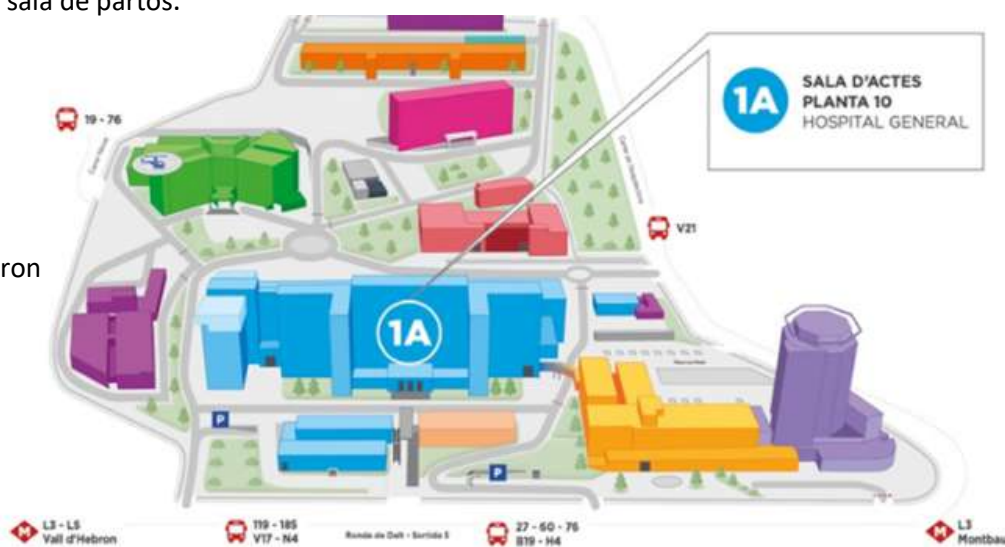 sala de partos.
1A
SALA D'ACTES
PLANTA 10
HOSPITAL GENERAL
19 - 76
V21
ron
1A
P
P
L3 - L5
Vall d'Hebron
119 - 185
V17 - N4
Ronda de Dalt - Sortida 5
27 - 60 - 76
B19 - H4
L3
Montbau